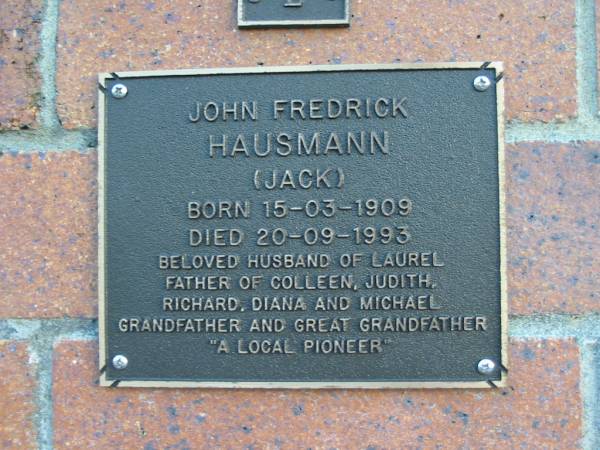 JOHN FREDRICK
HAUSMANN
(JACK)
BORN 15-03-1909
DIED 20-09-1993
BELOVED HUSBAND OF LAUREL
FATHER OF COLLEEN, JUDITH,
RICHARD, DIANA AND MICHAEL
GRANDFATHER AND GREAT GRANDFATHER
"A LOCAL PIONEER"